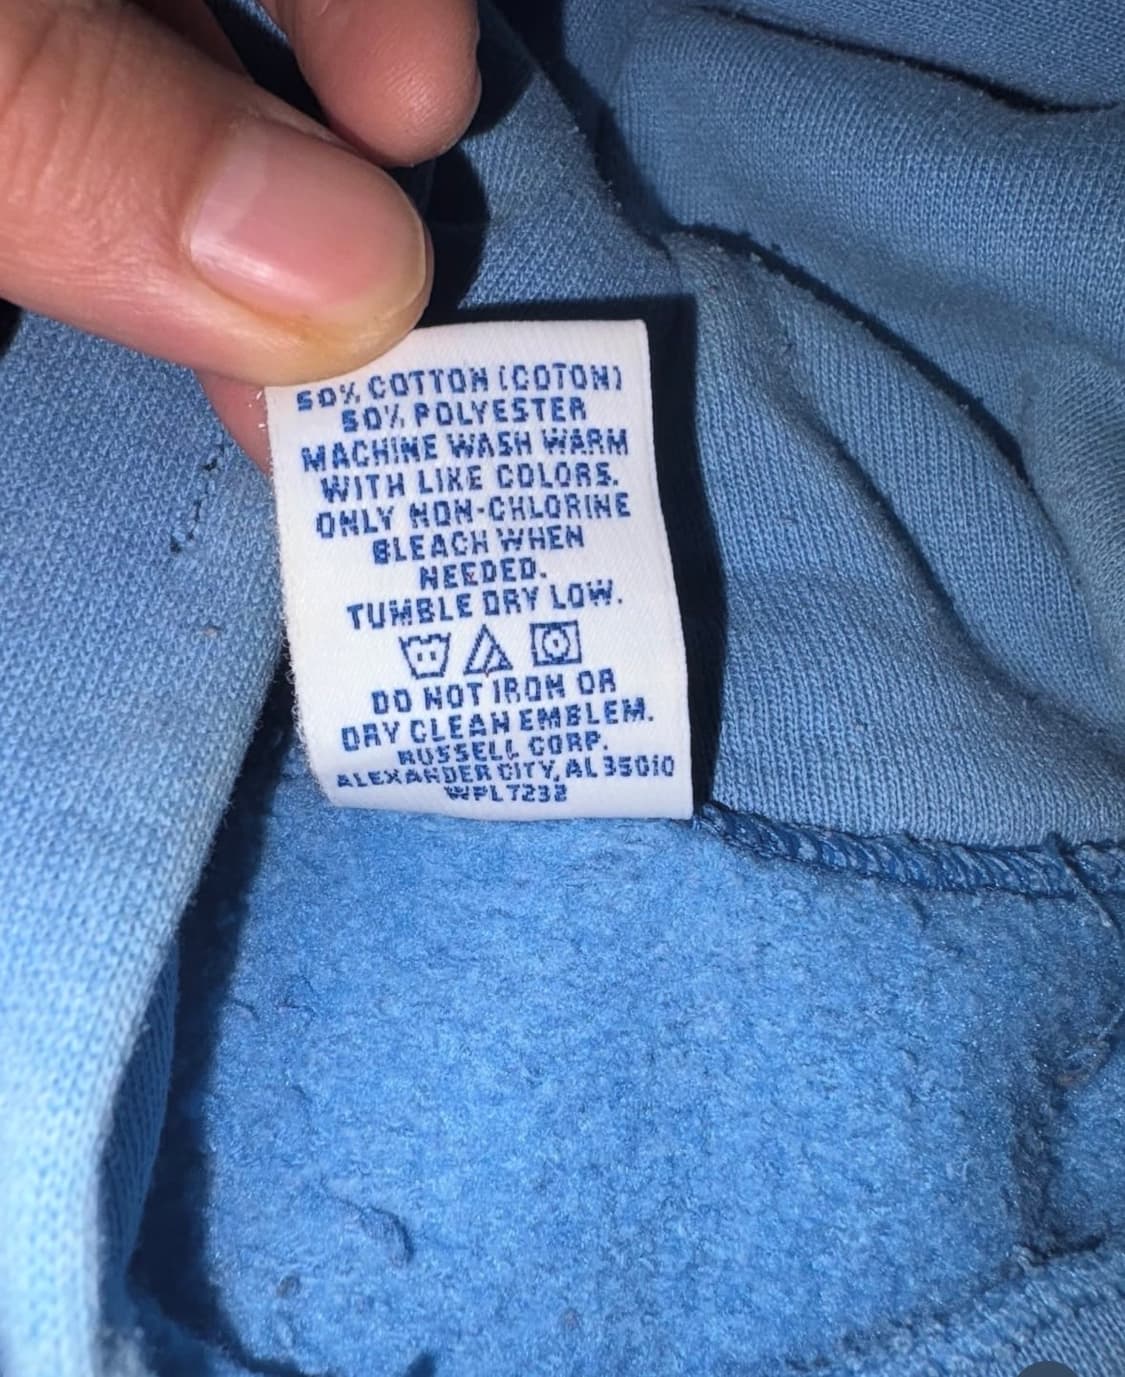 50% COTTON (COTON)
50% POLYESTER
MACHINE WASH WARM
WITH LIKE COLORS.
ONLY NON-CHLORINE
BLEACH WHEN
NEEDED.
TUMBLE DRY LOW.
DO NOT IRON OR
DRY CLEAN EMBLEM.
RUSSELL CORP.
ALEXANDER CITY, AL 35010
WPL 7232